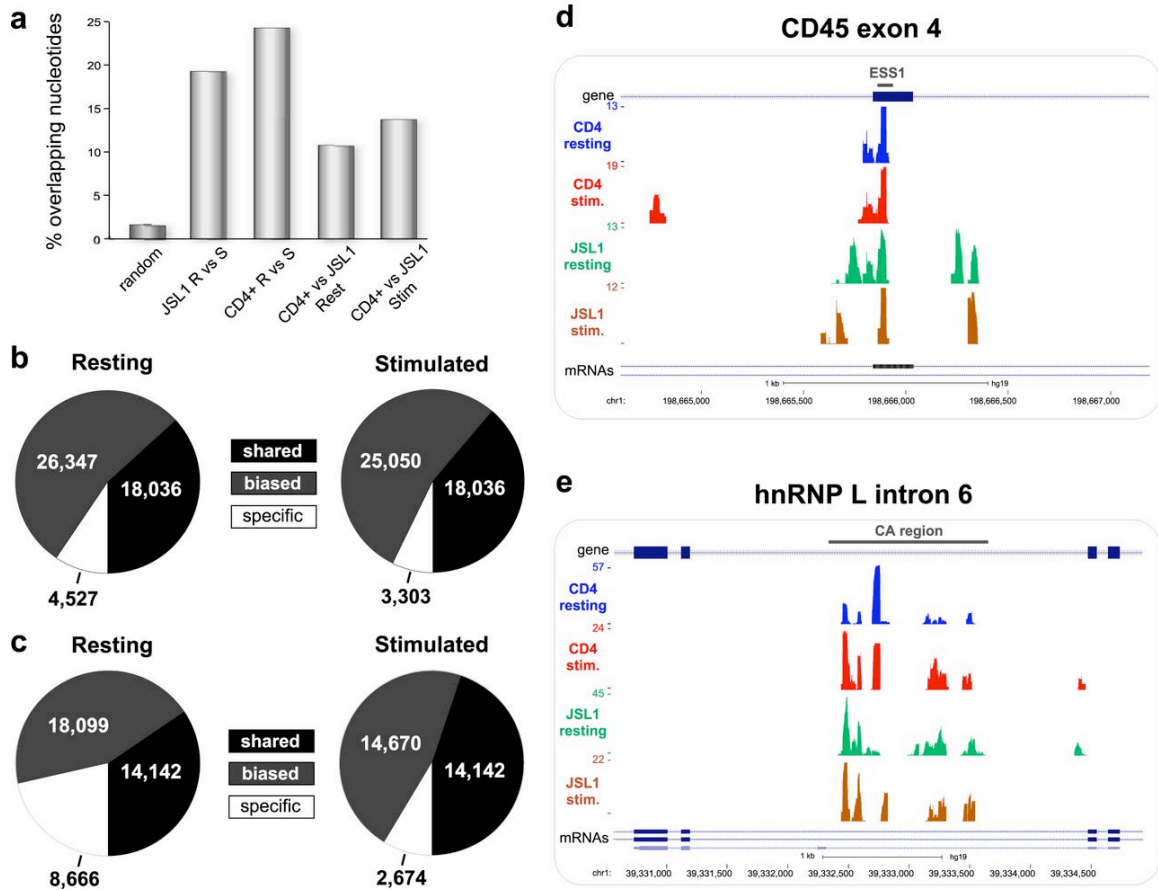 a
% overlapping nucleotides
25
20
15
10
5
0
random
JSL1 R vs S
CD4+ R vs S
CD4+ vs JSL1
Rest
CD4+ vs JSL1
Stim
b
Resting
Stimulated
26,347
18,036
4,527
shared
biased
specific
25,050
18,036
3,303
c
Resting
Stimulated
18,099
14,142
8,666
shared
biased
specific
14,670
14,142
2,674
d
CD45 exon 4
ESS1
gene
13
CD4
resting
19
CD4
stim.
13
JSL1
resting
12
JSL1
stim.
mRNAs
1 kb hg19
chr1: 198,665,000 198,665,500 198,666,000 198,666,500 198,667,000
e
hnRNP L intron 6
CA region
gene
57
CD4
resting
24
CD4
stim.
45
JSL1
resting
22
JSL1
stim.
mRNAs
1 kb hg19
chr1: 39,331,000 39,331,500 39,332,000 39,332,500 39,333,000 39,333,500 39,334,000 39,334,500